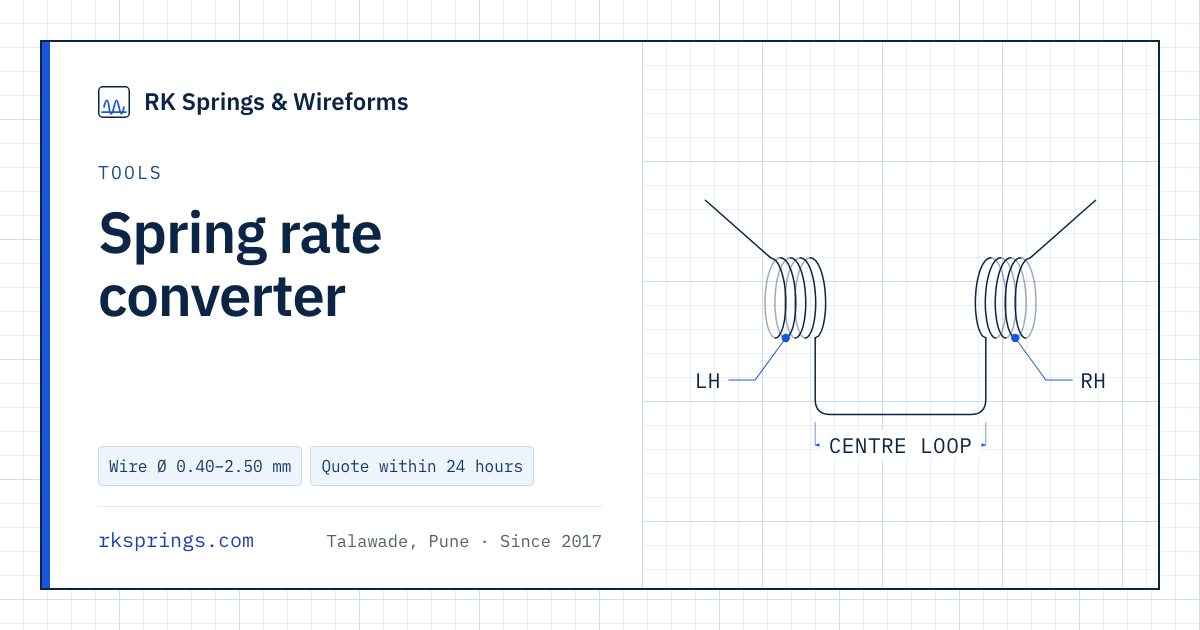 RK Springs & Wireforms
TOOLS
Spring rate
converter
Wire Ø 0.40–2.50 mm
Quote within 24 hours
rksprings.com
Talawade, Pune · Since 2017
LH
RH
CENTRE LOOP